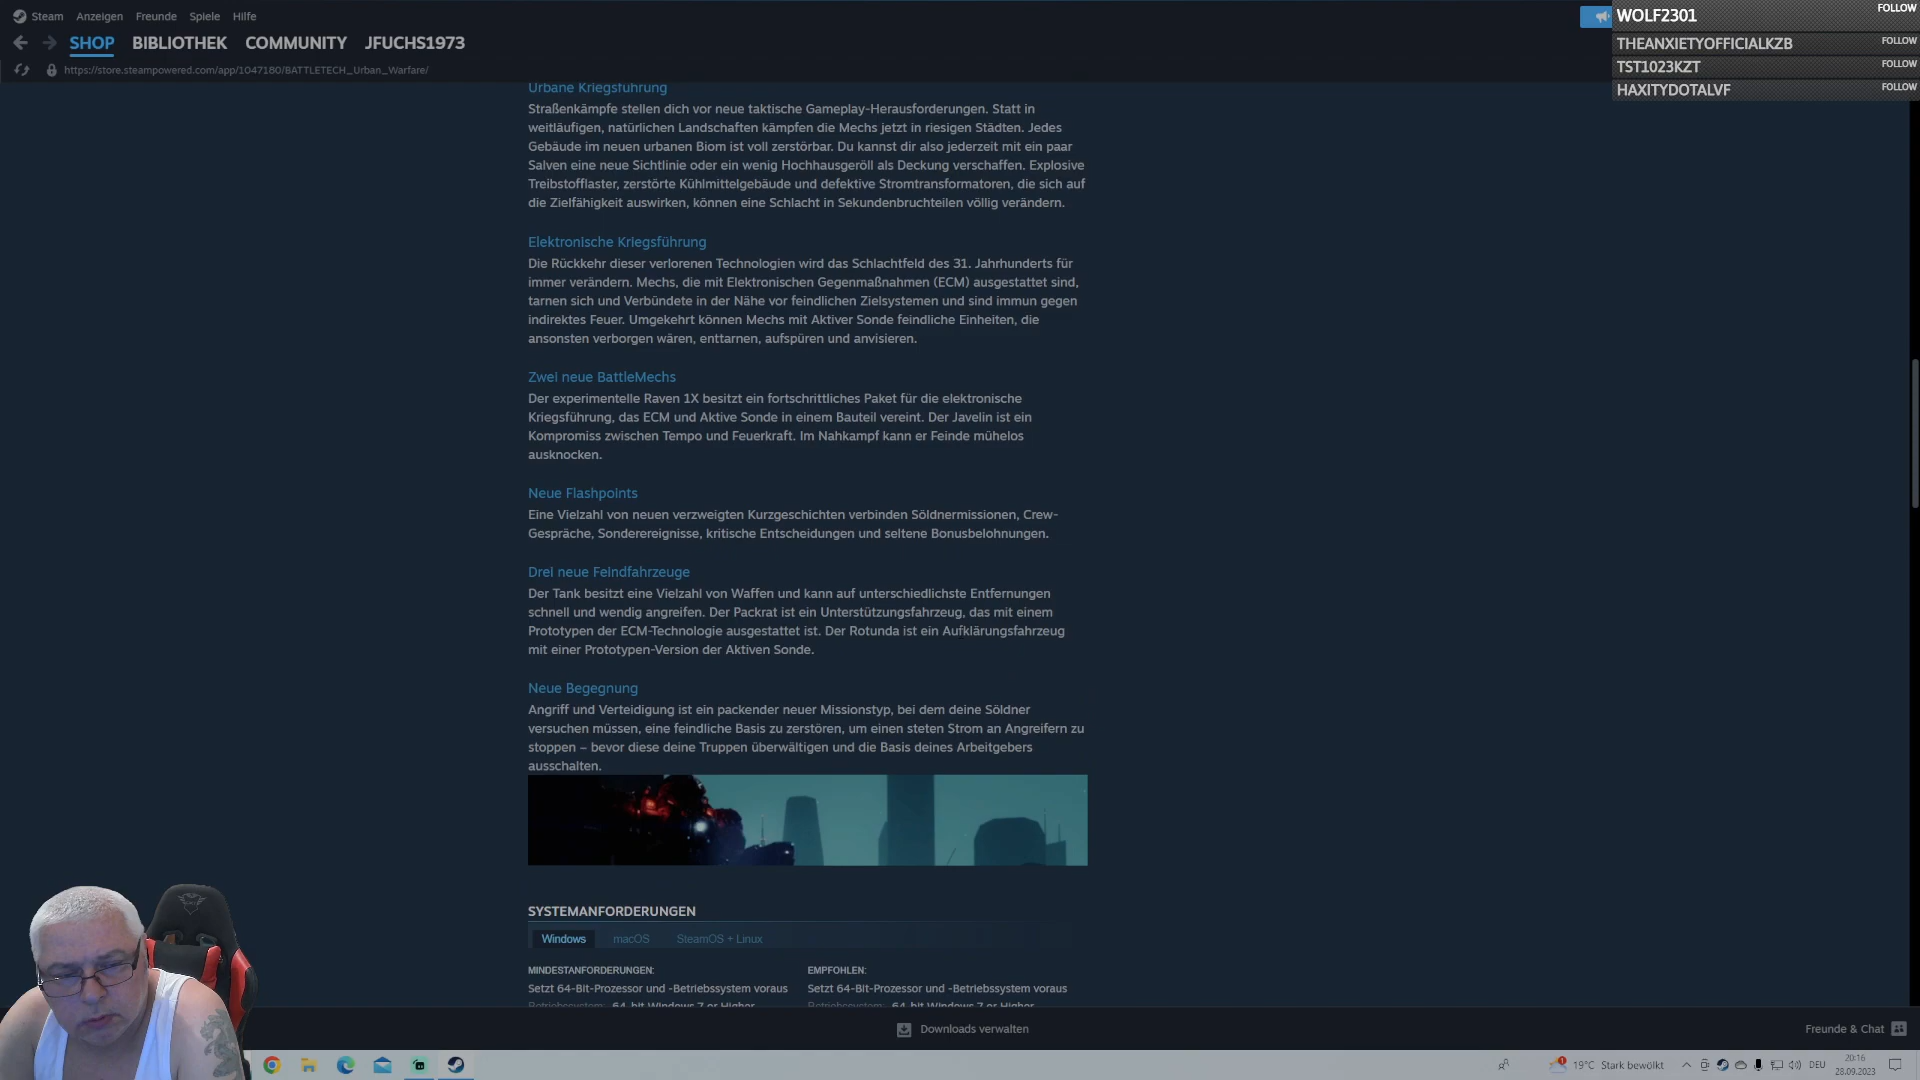 Steam Anzeigen Freunde Spiele Hilfe
SHOP BIBLIOTHEK COMMUNITY JFUCHS1973
https://store.steampowered.com/app/1047180/BATTLETECH_Urban_Warfare/
WOLF2301 FOLLOW
THEANXIETYOFFICIALKZB FOLLOW
TST1023KZT FOLLOW
HAXITYDOTALVF FOLLOW
Urbane Kriegsführung
Straßenkämpfe stellen dich vor neue taktische Gameplay-Herausforderungen. Statt in
weitläufigen, natürlichen Landschaften kämpfen die Mechs jetzt in riesigen Städten. Jedes
Gebäude im neuen urbanen Biom ist voll zerstörbar. Du kannst dir also jederzeit mit ein paar
Salven eine neue Sichtlinie oder ein wenig Hochhausgeröll als Deckung verschaffen. Explosive
Treibstofflaster, zerstörte Kühlmittelgebäude und defektive Stromtransformatoren, die sich auf
die Zielfähigkeit auswirken, können eine Schlacht in Sekundenbruchteilen völlig verändern.
Elektronische Kriegsführung
Die Rückkehr dieser verlorenen Technologien wird das Schlachtfeld des 31. Jahrhunderts für
immer verändern. Mechs, die mit Elektronischen Gegenmaßnahmen (ECM) ausgestattet sind,
tarnen sich und Verbündete in der Nähe vor feindlichen Zielsystemen und sind immun gegen
indirektes Feuer. Umgekehrt können Mechs mit Aktiver Sonde feindliche Einheiten, die
ansonsten verborgen wären, enttarnen, aufspüren und anvisieren.
Zwei neue BattleMechs
Der experimentelle Raven 1X besitzt ein fortschrittliches Paket für die elektronische
Kriegsführung, das ECM und Aktive Sonde in einem Bauteil vereint. Der Javelin ist ein
Kompromiss zwischen Tempo und Feuerkraft. Im Nahkampf kann er Feinde mühelos
ausknocken.
Neue Flashpoints
Eine Vielzahl von neuen verzweigten Kurzgeschichten verbinden Söldnermissionen, Crew-
Gespräche, Sonderereignisse, kritische Entscheidungen und seltene Bonusbelohnungen.
Drei neue Feindfahrzeuge
Der Tank besitzt eine Vielzahl von Waffen und kann auf unterschiedlichste Entfernungen
schnell und wendig angreifen. Der Packrat ist ein Unterstützungsfahrzeug, das mit einem
Prototypen der ECM-Technologie ausgestattet ist. Der Rotunda ist ein Aufklärungsfahrzeug
mit einer Prototypen-Version der Aktiven Sonde.
Neue Begegnung
Angriff und Verteidigung ist ein packender neuer Missionstyp, bei dem deine Söldner
versuchen müssen, eine feindliche Basis zu zerstören, um einen steten Strom an Angreifern zu
stoppen – bevor diese deine Truppen überwältigen und die Basis deines Arbeitgebers
ausschalten.
SYSTEMANFORDERUNGEN
Windows macOS SteamOS + Linux
MINDESTANFORDERUNGEN: EMPFOHLEN:
Setzt 64-Bit-Prozessor und -Betriebssystem voraus Setzt 64-Bit-Prozessor und -Betriebssystem voraus
Betriebssystem: 64-bit Windows 7 or Higher Betriebssystem: 64-bit Windows 7 or Higher
Downloads verwalten
Freunde & Chat
1 19°C Stark bewölkt DEU 20:16
28.09.2023